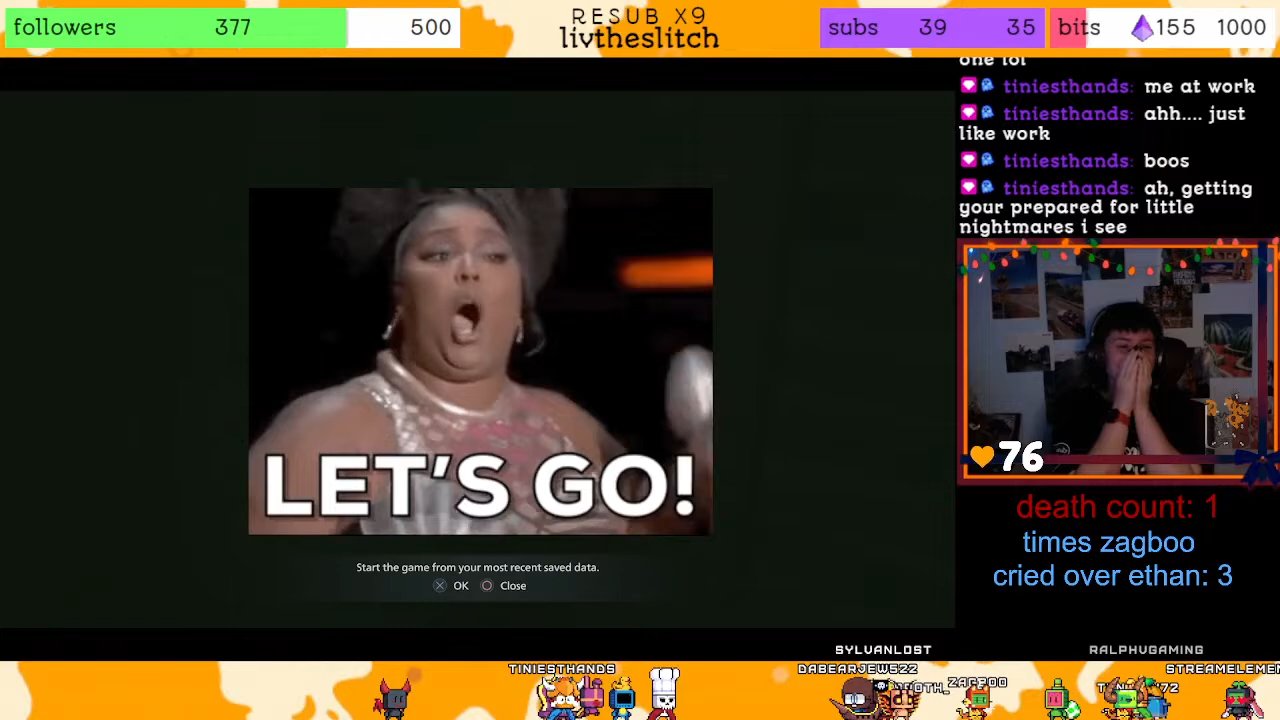 followers 377 500
RESUB X9
livtheslitch
subs 39 35
bits 155 1000
one lol
tiniesthands: me at work
tiniesthands: ahh.... just
like work
tiniesthands: boos
tiniesthands: ah, getting
your prepared for little
nightmares i see
LET'S GO!
76
Start the game from your most recent saved data.
OK Close
death count: 1
times zagboo
cried over ethan: 3
SYLVANLOST RALPHVGAMING
TINIESTHANDS DABEARJEW522 ZAGBOO STREAMELEMEN